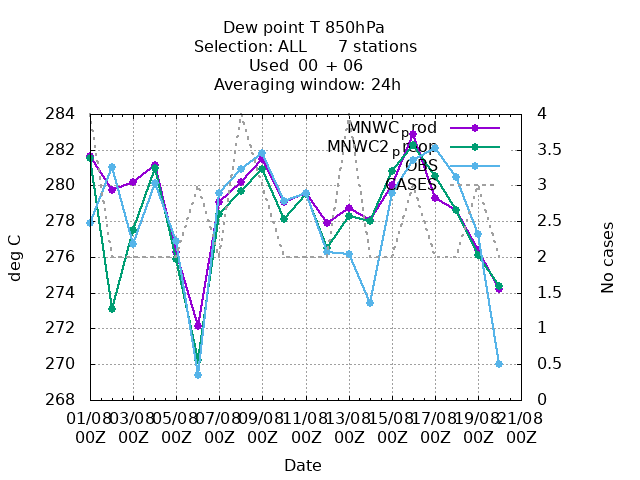 Dew point T 850hPa
Selection: ALL 7 stations
Used 00 + 06
Averaging window: 24h
284
282
280
278
276
274
272
270
268
4
3.5
3
2.5
2
1.5
1
0.5
0
MNWC_prod
MNWC2_preop
OBS
CASES
deg C
No cases
01/08 03/08 05/08 07/08 09/08 11/08 13/08 15/08 17/08 19/08 21/08
00Z 00Z 00Z 00Z 00Z 00Z 00Z 00Z 00Z 00Z 00Z
Date